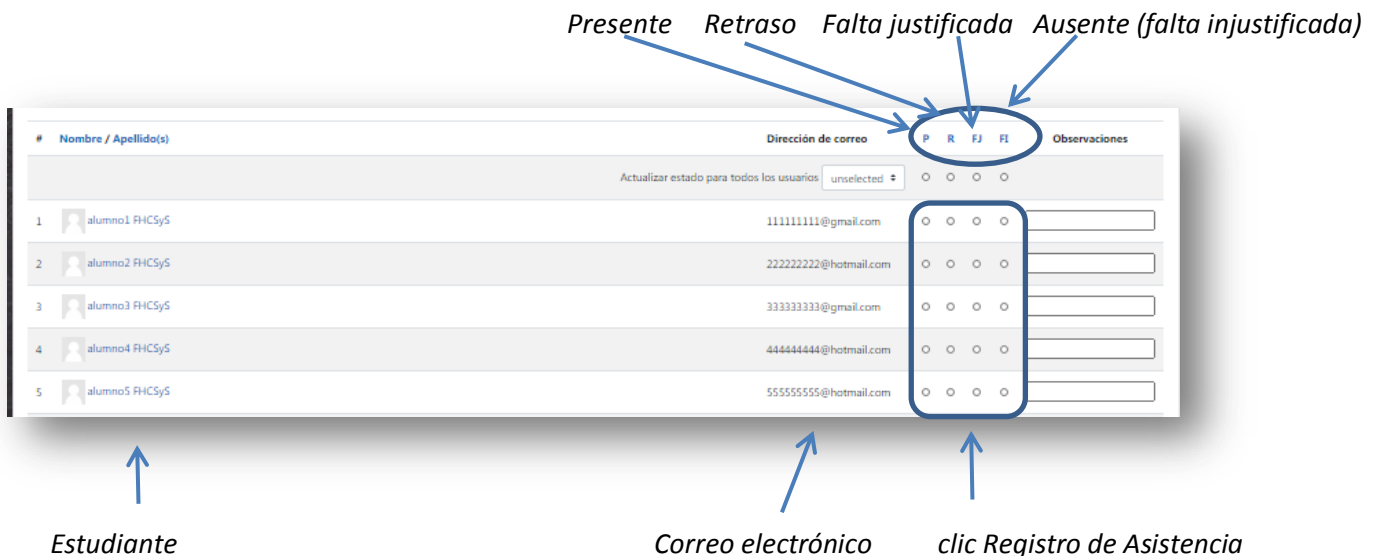 Presente Retraso Falta justificada Ausente (falta injustificada)
# Nombre / Apellido(s) Dirección de correo P R FJ FI Observaciones
Actualizar estado para todos los usuarios unselected
1 alumno1 FHCSyS 111111111@gmail.com
2 alumno2 FHCSyS 222222222@hotmail.com
3 alumno3 FHCSyS 333333333@gmail.com
4 alumno4 FHCSyS 444444444@hotmail.com
5 alumno5 FHCSyS 555555555@hotmail.com
Estudiante Correo electrónico clic Registro de Asistencia